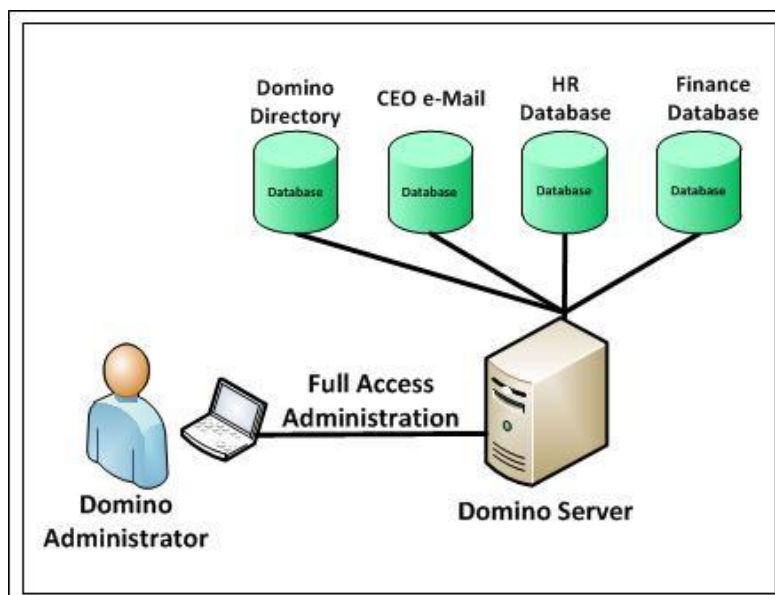 Domino
Directory
CEO e-Mail
HR
Database
Finance
Database
Database
Database
Database
Database
Full Access
Administration
Domino
Administrator
Domino Server